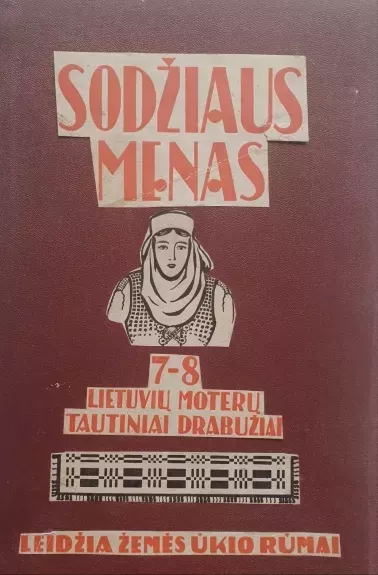 SODŽIAUS
MENAS
7-8
LIETUVIŲ MOTERŲ
TAUTINIAI DRABUŽIAI
LEIDŽIA ŽEMĖS ŪKIO RŪMAI